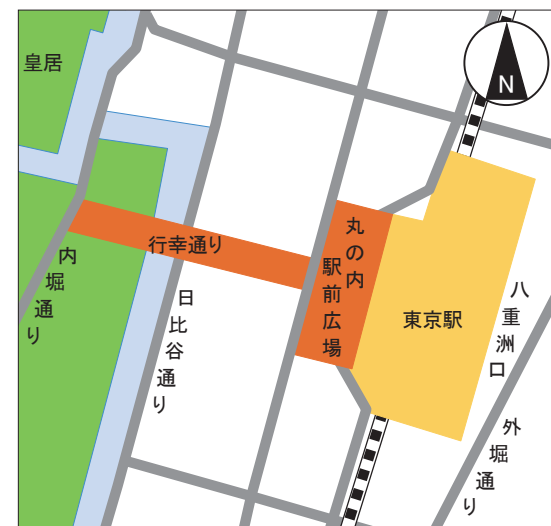 皇居
N
行幸通り
丸の内
駅前広場
東京駅
八重洲口
内堀通り
日比谷通り
外堀通り